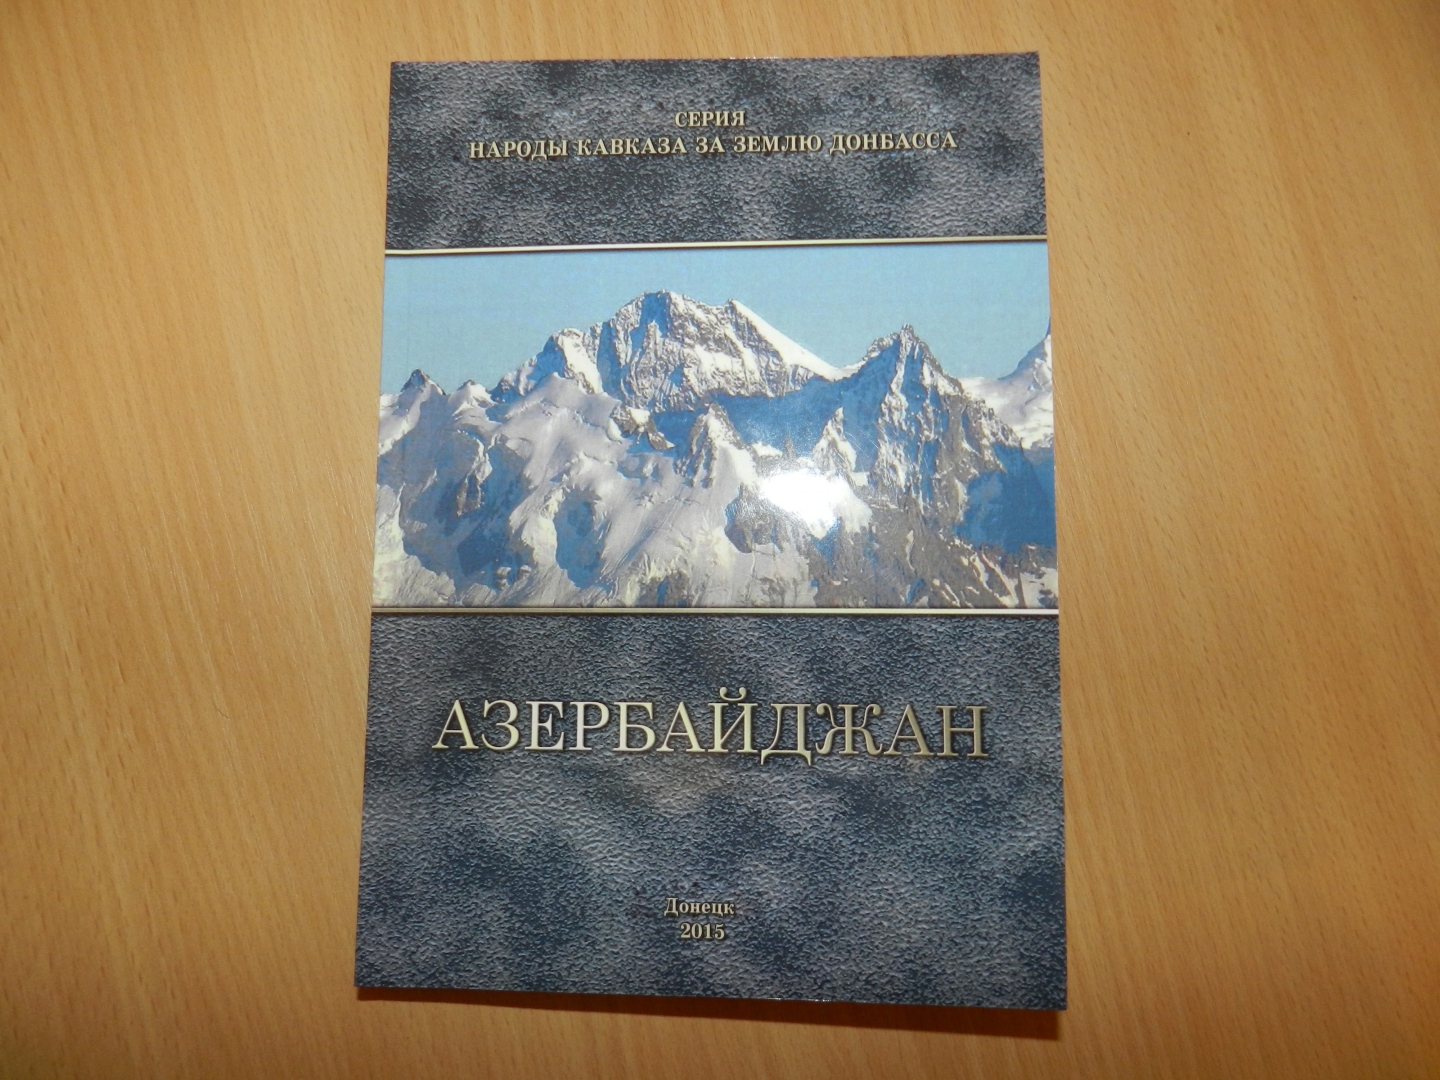 СЕРИЯ
НАРОДЫ КАВКАЗА ЗА ЗЕМЛЮ ДОНБАССА
АЗЕРБАЙДЖАН
Донецк
2015